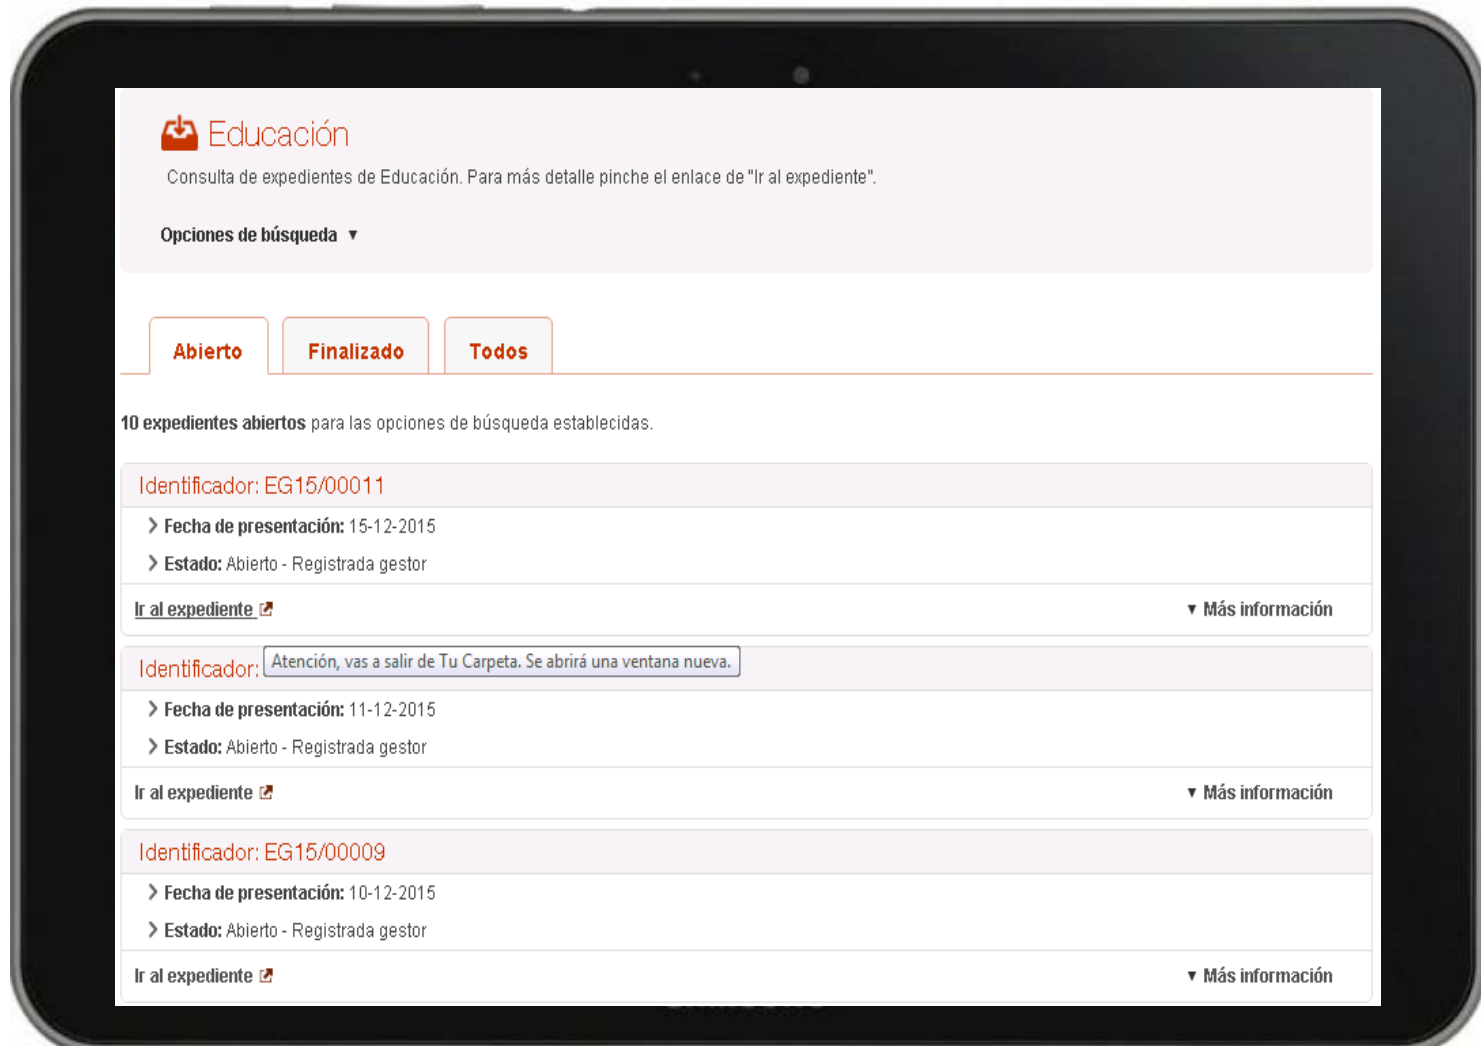 Educación
Consulta de expedientes de Educación. Para más detalle pinche el enlace de "Ir al expediente".
Opciones de búsqueda ▼
Abierto Finalizado Todos
10 expedientes abiertos para las opciones de búsqueda establecidas.
Identificador: EG15/00011
Fecha de presentación: 15-12-2015
Estado: Abierto - Registrada gestor
Ir al expediente ▼ Más información
Identificador: Atención, vas a salir de Tu Carpeta. Se abrirá una ventana nueva.
Fecha de presentación: 11-12-2015
Estado: Abierto - Registrada gestor
Ir al expediente ▼ Más información
Identificador: EG15/00009
Fecha de presentación: 10-12-2015
Estado: Abierto - Registrada gestor
Ir al expediente ▼ Más información